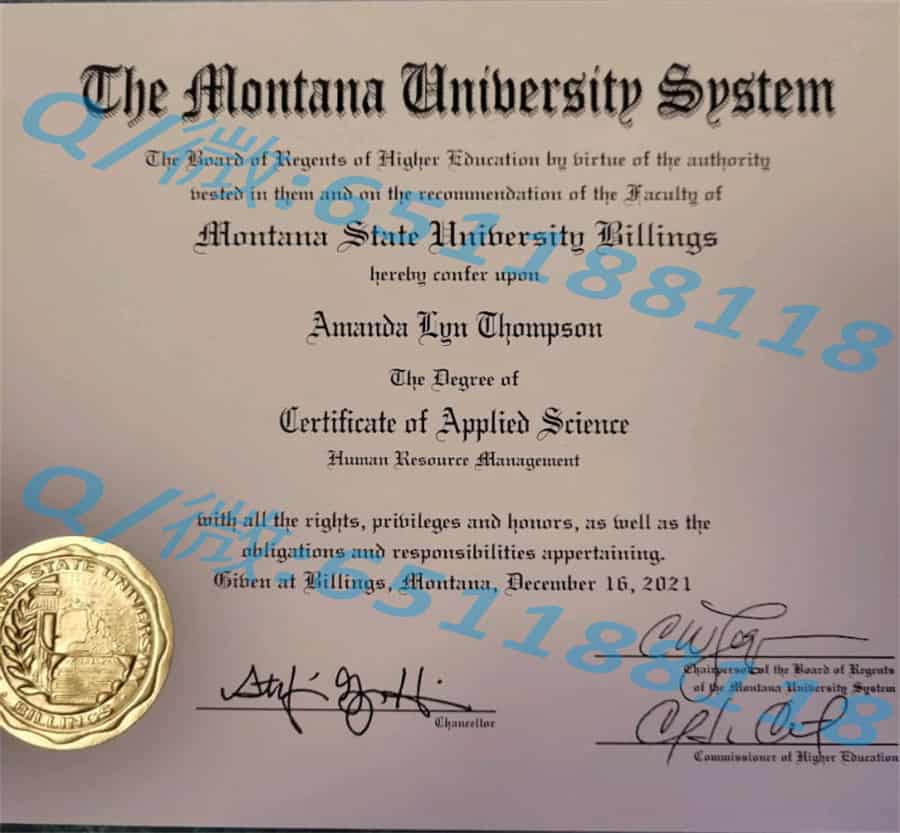 The Montana University System
The Board of Regents of Higher Education by virtue of the authority
vested in them and on the recommendation of the Faculty of
Montana State University Billings
hereby confer upon
Amanda Lyn Thompson
The Degree of
Certificate of Applied Science
Human Resource Management
with all the rights, privileges and honors, as well as the
obligations and responsibilities appertaining.
Given at Billings, Montana, December 16, 2021
Chairperson of the Board of Regents
of the Montana University System
Chancellor
Commissioner of Higher Education
STATE UNIVERSITY
BILLINGS
Q/微:651188118
Q/微:651188118